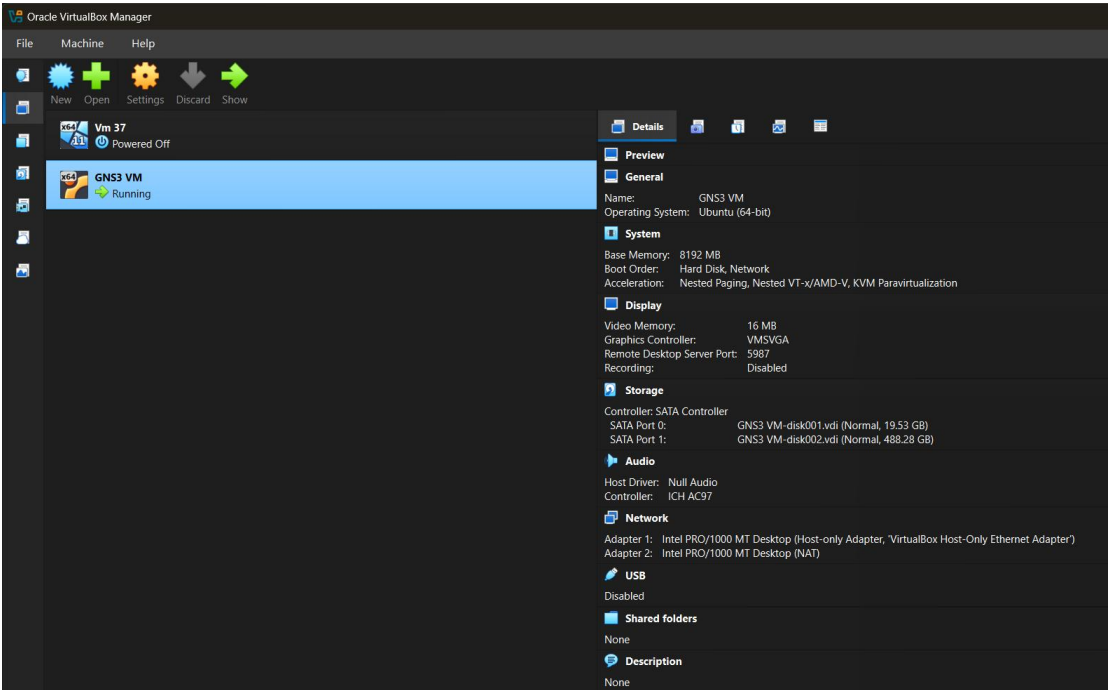 Oracle VirtualBox Manager
File Machine Help
New Open Settings Discard Show
x64 11 Vm 37
Powered Off
x64 GNS3 VM
Running
Details
Preview
General
Name: GNS3 VM
Operating System: Ubuntu (64-bit)
System
Base Memory: 8192 MB
Boot Order: Hard Disk, Network
Acceleration: Nested Paging, Nested VT-x/AMD-V, KVM Paravirtualization
Display
Video Memory: 16 MB
Graphics Controller: VMSVGA
Remote Desktop Server Port: 5987
Recording: Disabled
Storage
Controller: SATA Controller
SATA Port 0: GNS3 VM-disk001.vdi (Normal, 19.53 GB)
SATA Port 1: GNS3 VM-disk002.vdi (Normal, 488.28 GB)
Audio
Host Driver: Null Audio
Controller: ICH AC97
Network
Adapter 1: Intel PRO/1000 MT Desktop (Host-only Adapter, 'VirtualBox Host-Only Ethernet Adapter')
Adapter 2: Intel PRO/1000 MT Desktop (NAT)
USB
Disabled
Shared folders
None
Description
None